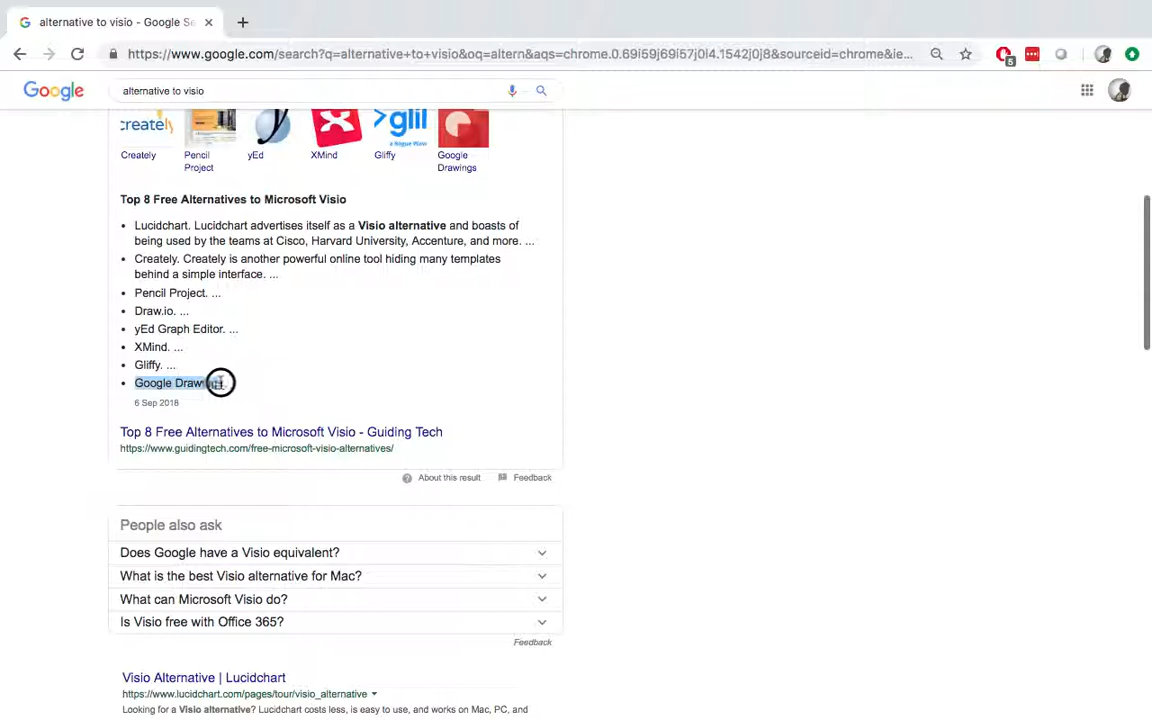 alternative to visio - Google Se
https://www.google.com/search?q=alternative+to+visio&oq=altern&aqs=chrome.0.69i59j69i57j0l4.1542j0j8&sourceid=chrome&ie...
5
Google
alternative to visio
creately
y
X
gliff
a Sogue Wave
Creately
Pencil
Project
yEd
XMind
Gliffy
Google
Drawings
Top 8 Free Alternatives to Microsoft Visio
• Lucidchart. Lucidchart advertises itself as a Visio alternative and boasts of
being used by the teams at Cisco, Harvard University, Accenture, and more. ...
• Creately. Creately is another powerful online tool hiding many templates
behind a simple interface. ...
• Pencil Project. ...
• Draw.io. ...
• yEd Graph Editor. ...
• XMind. ...
• Gliffy. ...
• Google Draw
6 Sep 2018
Top 8 Free Alternatives to Microsoft Visio - Guiding Tech
https://www.guidingtech.com/free-microsoft-visio-alternatives/
About this result
Feedback
People also ask
Does Google have a Visio equivalent?
What is the best Visio alternative for Mac?
What can Microsoft Visio do?
Is Visio free with Office 365?
Feedback
Visio Alternative | Lucidchart
https://www.lucidchart.com/pages/tour/visio_alternative
Looking for a Visio alternative? Lucidchart costs less, is easy to use, and works on Mac, PC, and